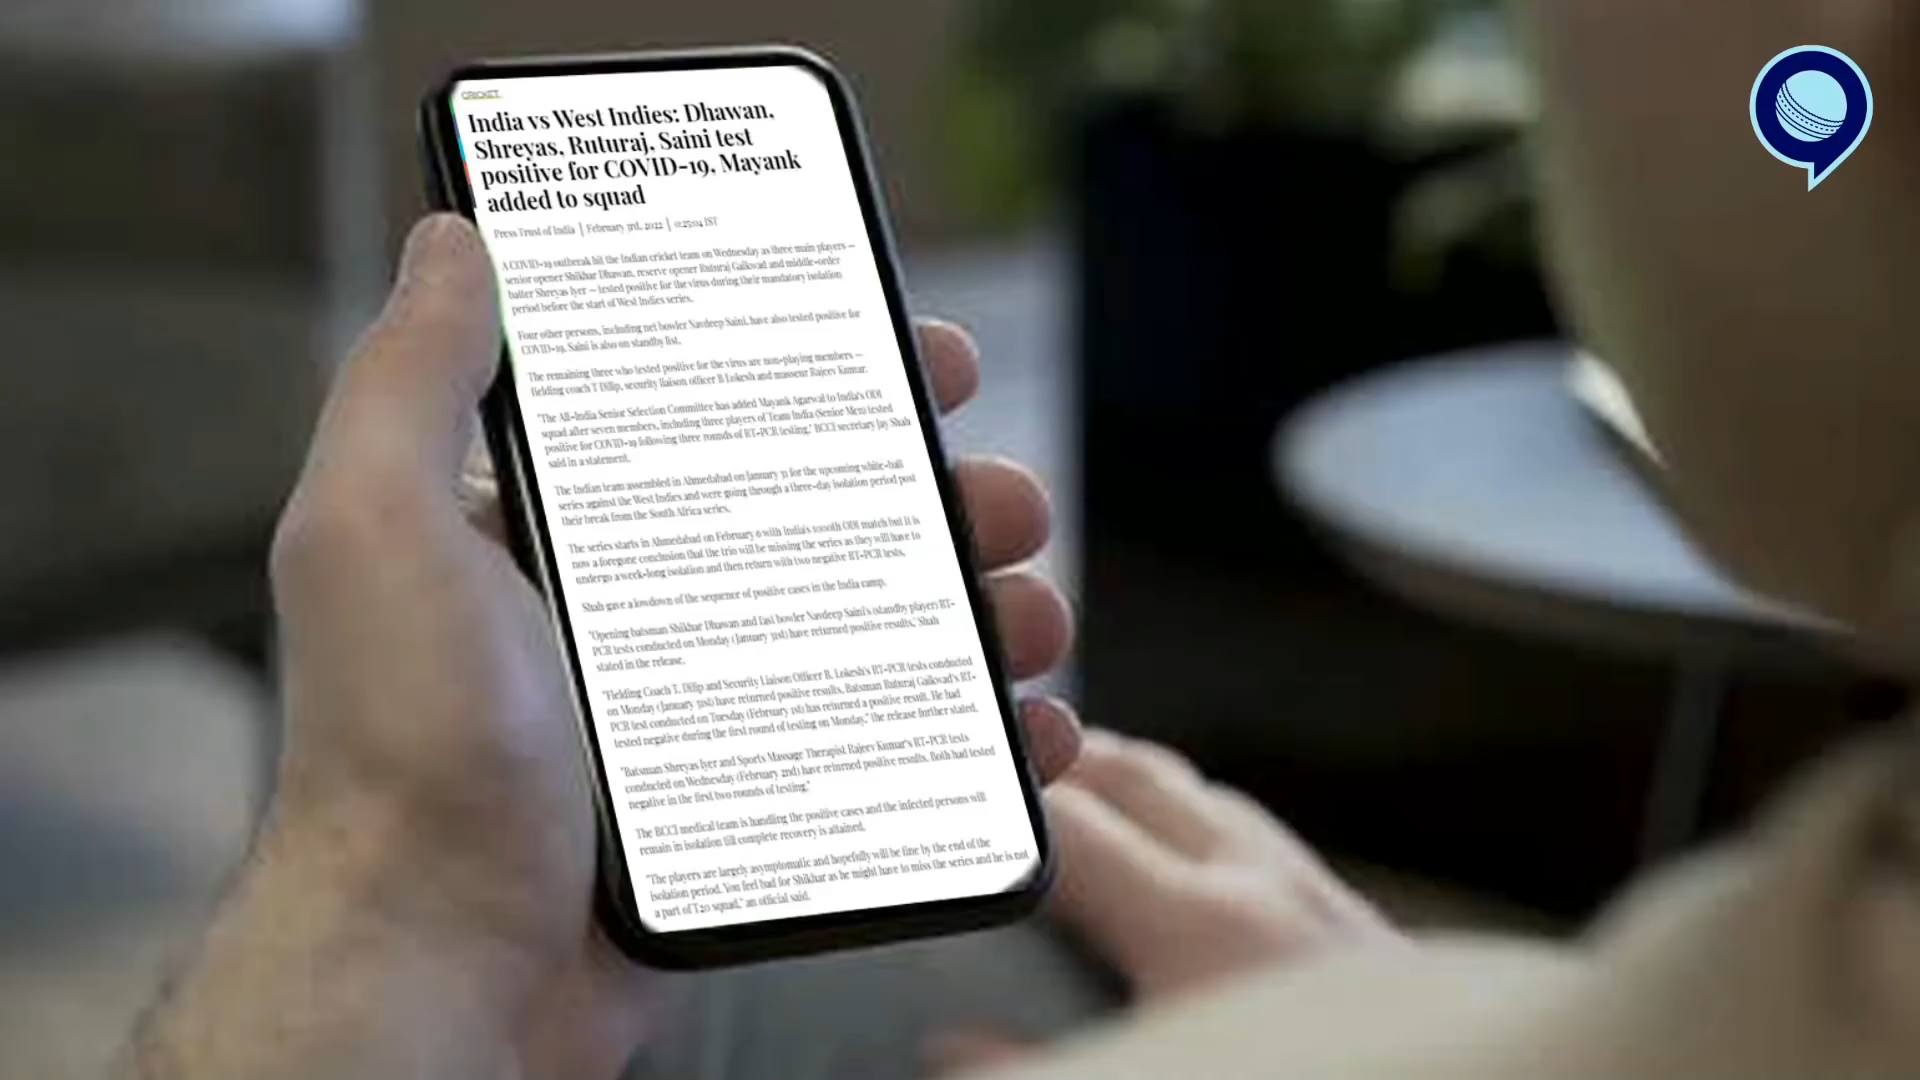 CRICKET
India vs West Indies: Dhawan,
Shreyas, Ruturaj, Saini test
positive for COVID-19, Mayank
added to squad
Press Trust of India | February 3rd, 2022 | 0:25:04 IST
A COVID-19 outbreak hit the Indian cricket team on Wednesday as three main players —
senior opener Shikhar Dhawan, reserve opener Ruturaj Gaikwad and middle-order
batter Shreyas Iyer — tested positive for the virus during their mandatory isolation
period before the start of West Indies series.
Four other persons, including net bowler Navdeep Saini, have also tested positive for
COVID-19. Saini is also on standby list.
The remaining three who tested positive for the virus are non-playing members —
fielding coach T Dilip, security liaison officer B Lokesh and masseur Rajeev Kumar.
"The All-India Senior Selection Committee has added Mayank Agarwal to India's ODI
squad after seven members, including three players of Team India (Senior Men) tested
positive for COVID-19 following three rounds of RT-PCR testing," BCCI secretary Jay Shah
said in a statement.
The Indian team assembled in Ahmedabad on January 31 for the upcoming white-ball
series against the West Indies and were going through a three-day isolation period post
their break from the South Africa series.
The series starts in Ahmedabad on February 6 with India's 1000th ODI match but it is
now a foregone conclusion that the trio will be missing the series as they will have to
undergo a week-long isolation and then return with two negative RT-PCR tests.
Shah gave a lowdown of the sequence of positive cases in the India camp.
"Opening batsman Shikhar Dhawan and fast bowler Navdeep Saini's (standby player) RT-
PCR tests conducted on Monday (January 31st) have returned positive results," Shah
stated in the release.
"Fielding Coach T. Dilip and Security Liaison Officer B. Lokesh's RT-PCR tests conducted
on Monday (January 31st) have returned positive results. Batsman Ruturaj Gaikwad's RT-
PCR test conducted on Tuesday (February 1st) has returned a positive result. He had
tested negative during the first round of testing on Monday," the release further stated.
"Batsman Shreyas Iyer and Sports Massage Therapist Rajeev Kumar's RT-PCR tests
conducted on Wednesday (February 2nd) have returned positive results. Both had tested
negative in the first two rounds of testing."
The BCCI medical team is handling the positive cases and the infected persons will
remain in isolation till complete recovery is attained.
"The players are largely asymptomatic and hopefully will be fine by the end of the
isolation period. You feel bad for Shikhar as he might have to miss the series and he is not
a part of T20 squad," an official said.